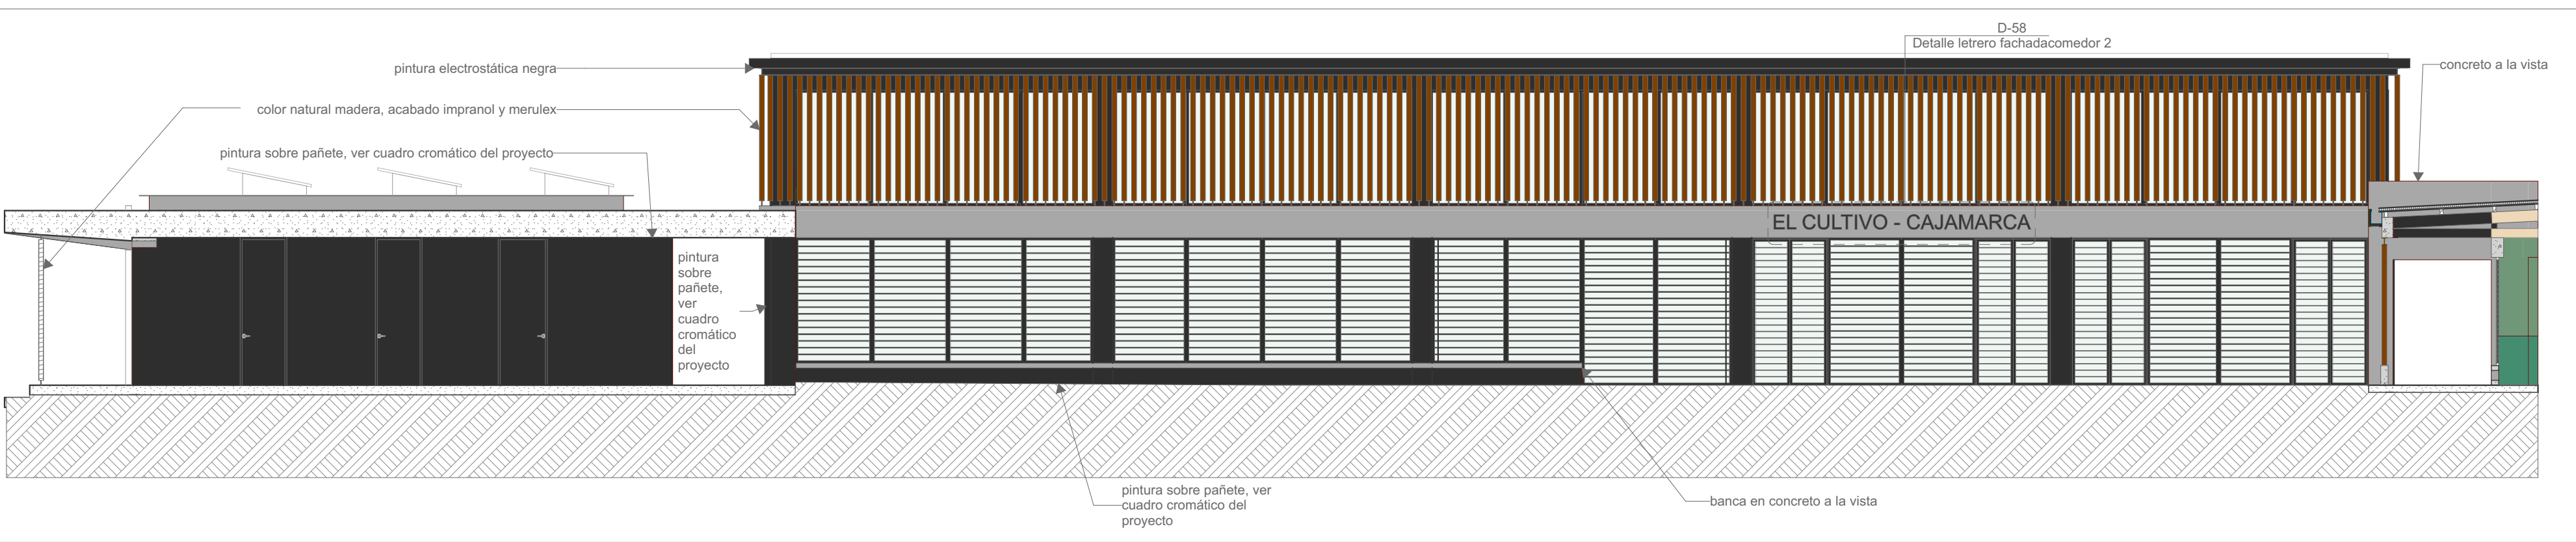 D-58
Detalle letrero fachadacomedor 2
pintura electrostática negra
concreto a la vista
color natural madera, acabado impranol y merulex
pintura sobre pañete, ver cuadro cromático del proyecto
EL CULTIVO - CAJAMARCA
pintura
sobre
pañete,
ver
cuadro
cromático
del
proyecto
pintura sobre pañete, ver
cuadro cromático del
proyecto
banca en concreto a la vista